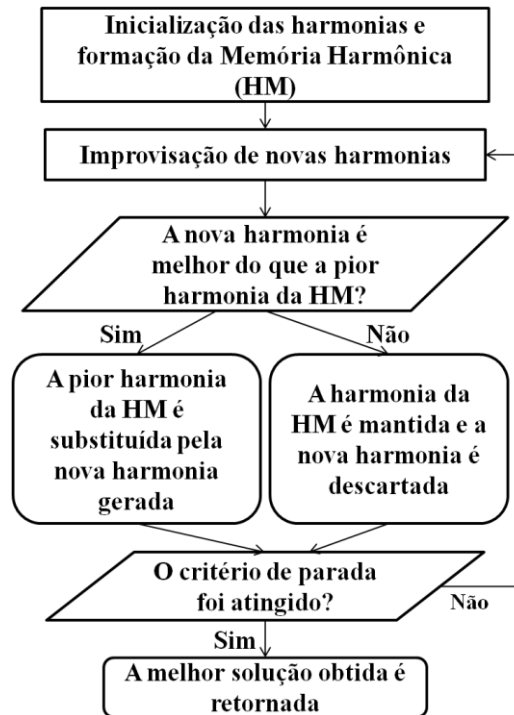 Inicialização das harmonias e
formação da Memória Harmônica
(HM)
Improvisação de novas harmonias
A nova harmonia é
melhor do que a pior
harmonia da HM?
Sim
Não
A pior harmonia
da HM é
substituída pela
nova harmonia
gerada
A harmonia da
HM é mantida e a
nova harmonia é
descartada
O critério de parada
foi atingido?
Não
Sim
A melhor solução obtida é
retornada